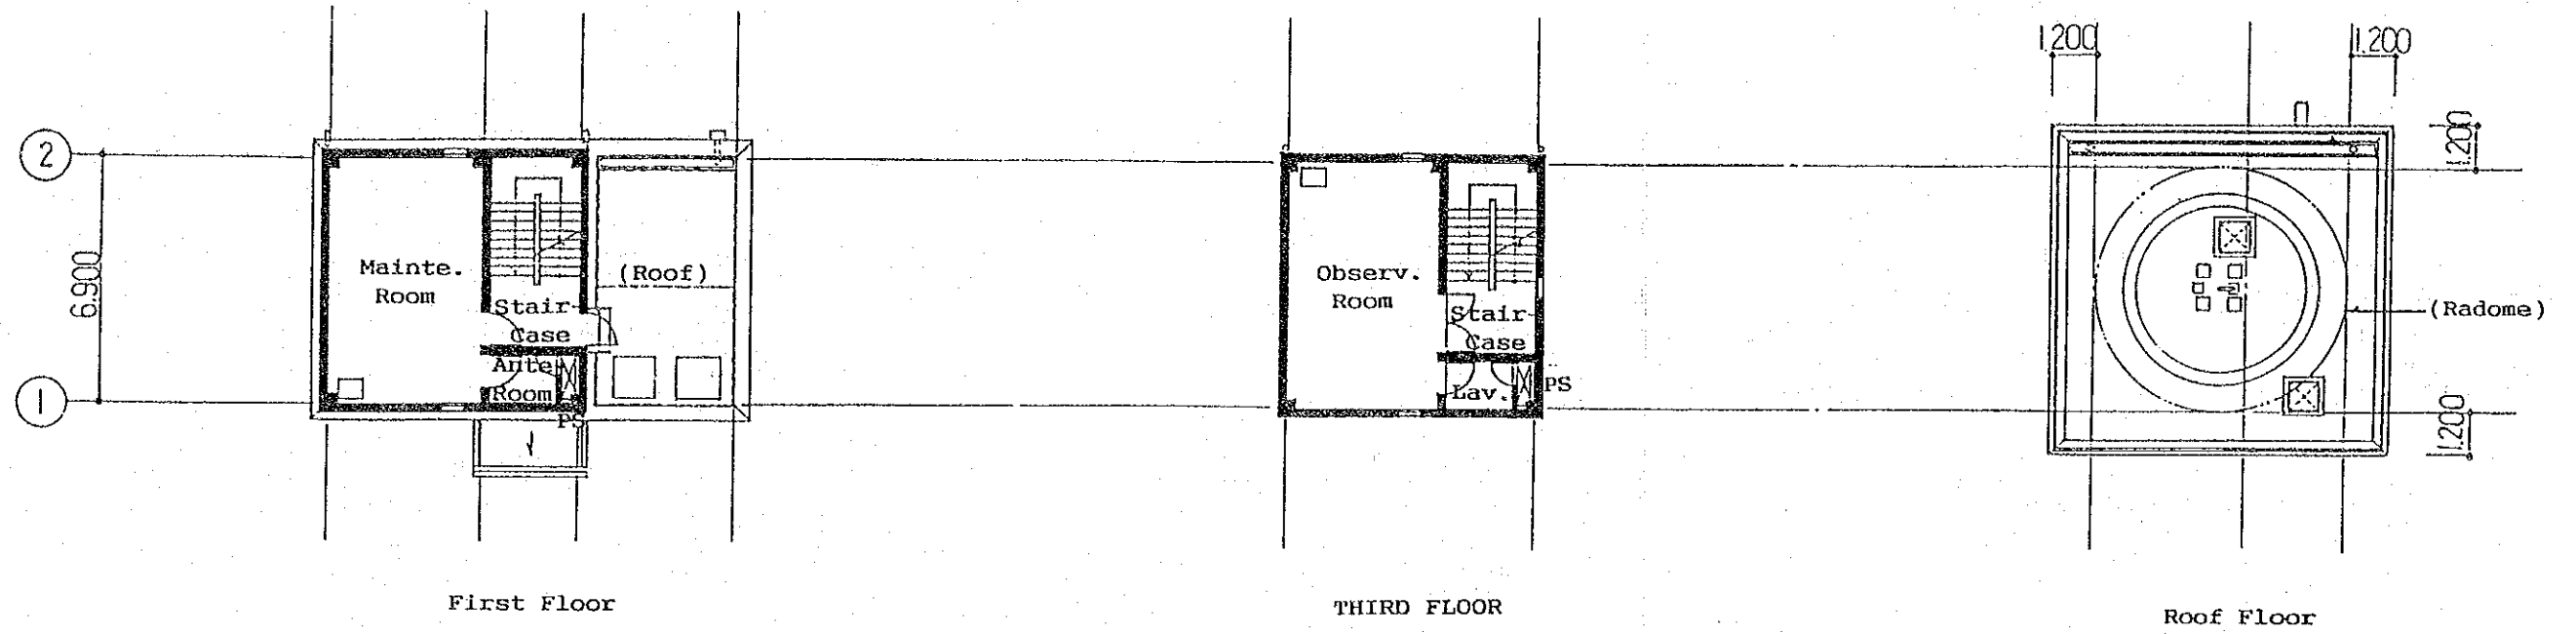 1.200
1.200
2
1.200
6.900
Mainte.
Room
(Roof)
Stair
Case
Ante
Room
PS
1
Observ.
Room
Stair
Case
Lav.
PS
(Radome)
1.200
First Floor
THIRD FLOOR
Roof Floor